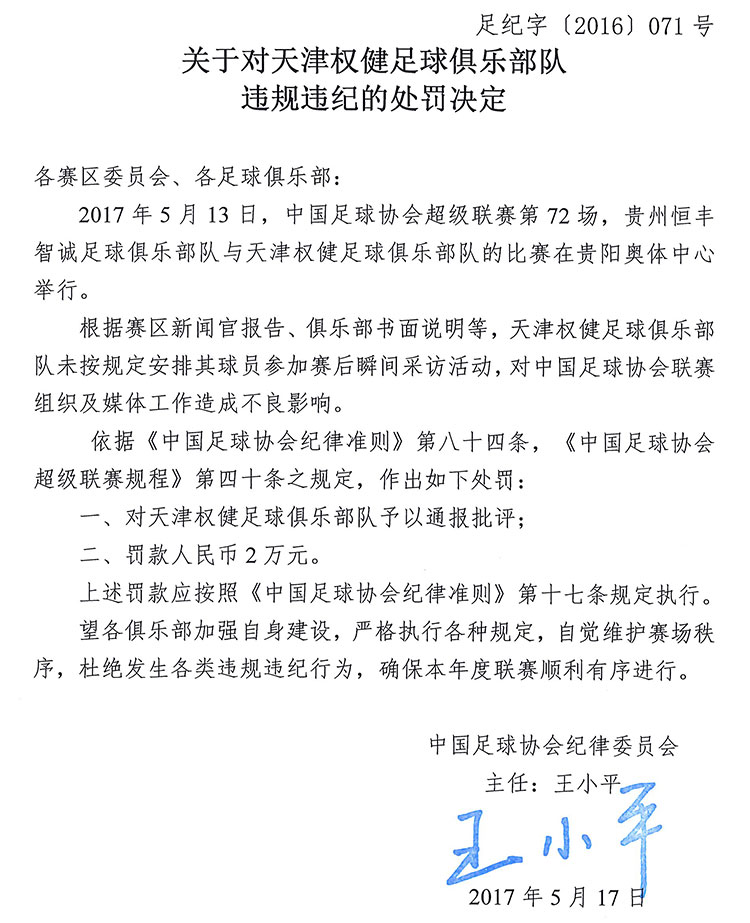 足纪字〔2016〕071 号
关于对天津权健足球俱乐部队
违规违纪的处罚决定
各赛区委员会、各足球俱乐部：
2017 年 5 月 13 日，中国足球协会超级联赛第 72 场，贵州恒丰
智诚足球俱乐部队与天津权健足球俱乐部队的比赛在贵阳奥体中心
举行。
根据赛区新闻官报告、俱乐部书面说明等，天津权健足球俱乐部
队未按规定安排其球员参加赛后瞬间采访活动，对中国足球协会联赛
组织及媒体工作造成不良影响。
依据《中国足球协会纪律准则》第八十四条，《中国足球协会
超级联赛规程》第四十条之规定，作出如下处罚：
一、对天津权健足球俱乐部队予以通报批评；
二、罚款人民币 2 万元。
上述罚款应按照《中国足球协会纪律准则》第十七条规定执行。
望各俱乐部加强自身建设，严格执行各种规定，自觉维护赛场秩
序，杜绝发生各类违规违纪行为，确保本年度联赛顺利有序进行。
中国足球协会纪律委员会
主任：王小平
王小平
2017 年 5 月 17 日